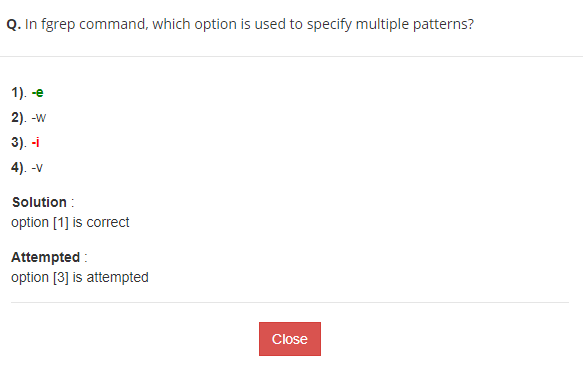 Q. In fgrep command, which option is used to specify multiple patterns?
1). -e
2). -w
3). -i
4). -v
Solution :
option [1] is correct
Attempted :
option [3] is attempted
Close